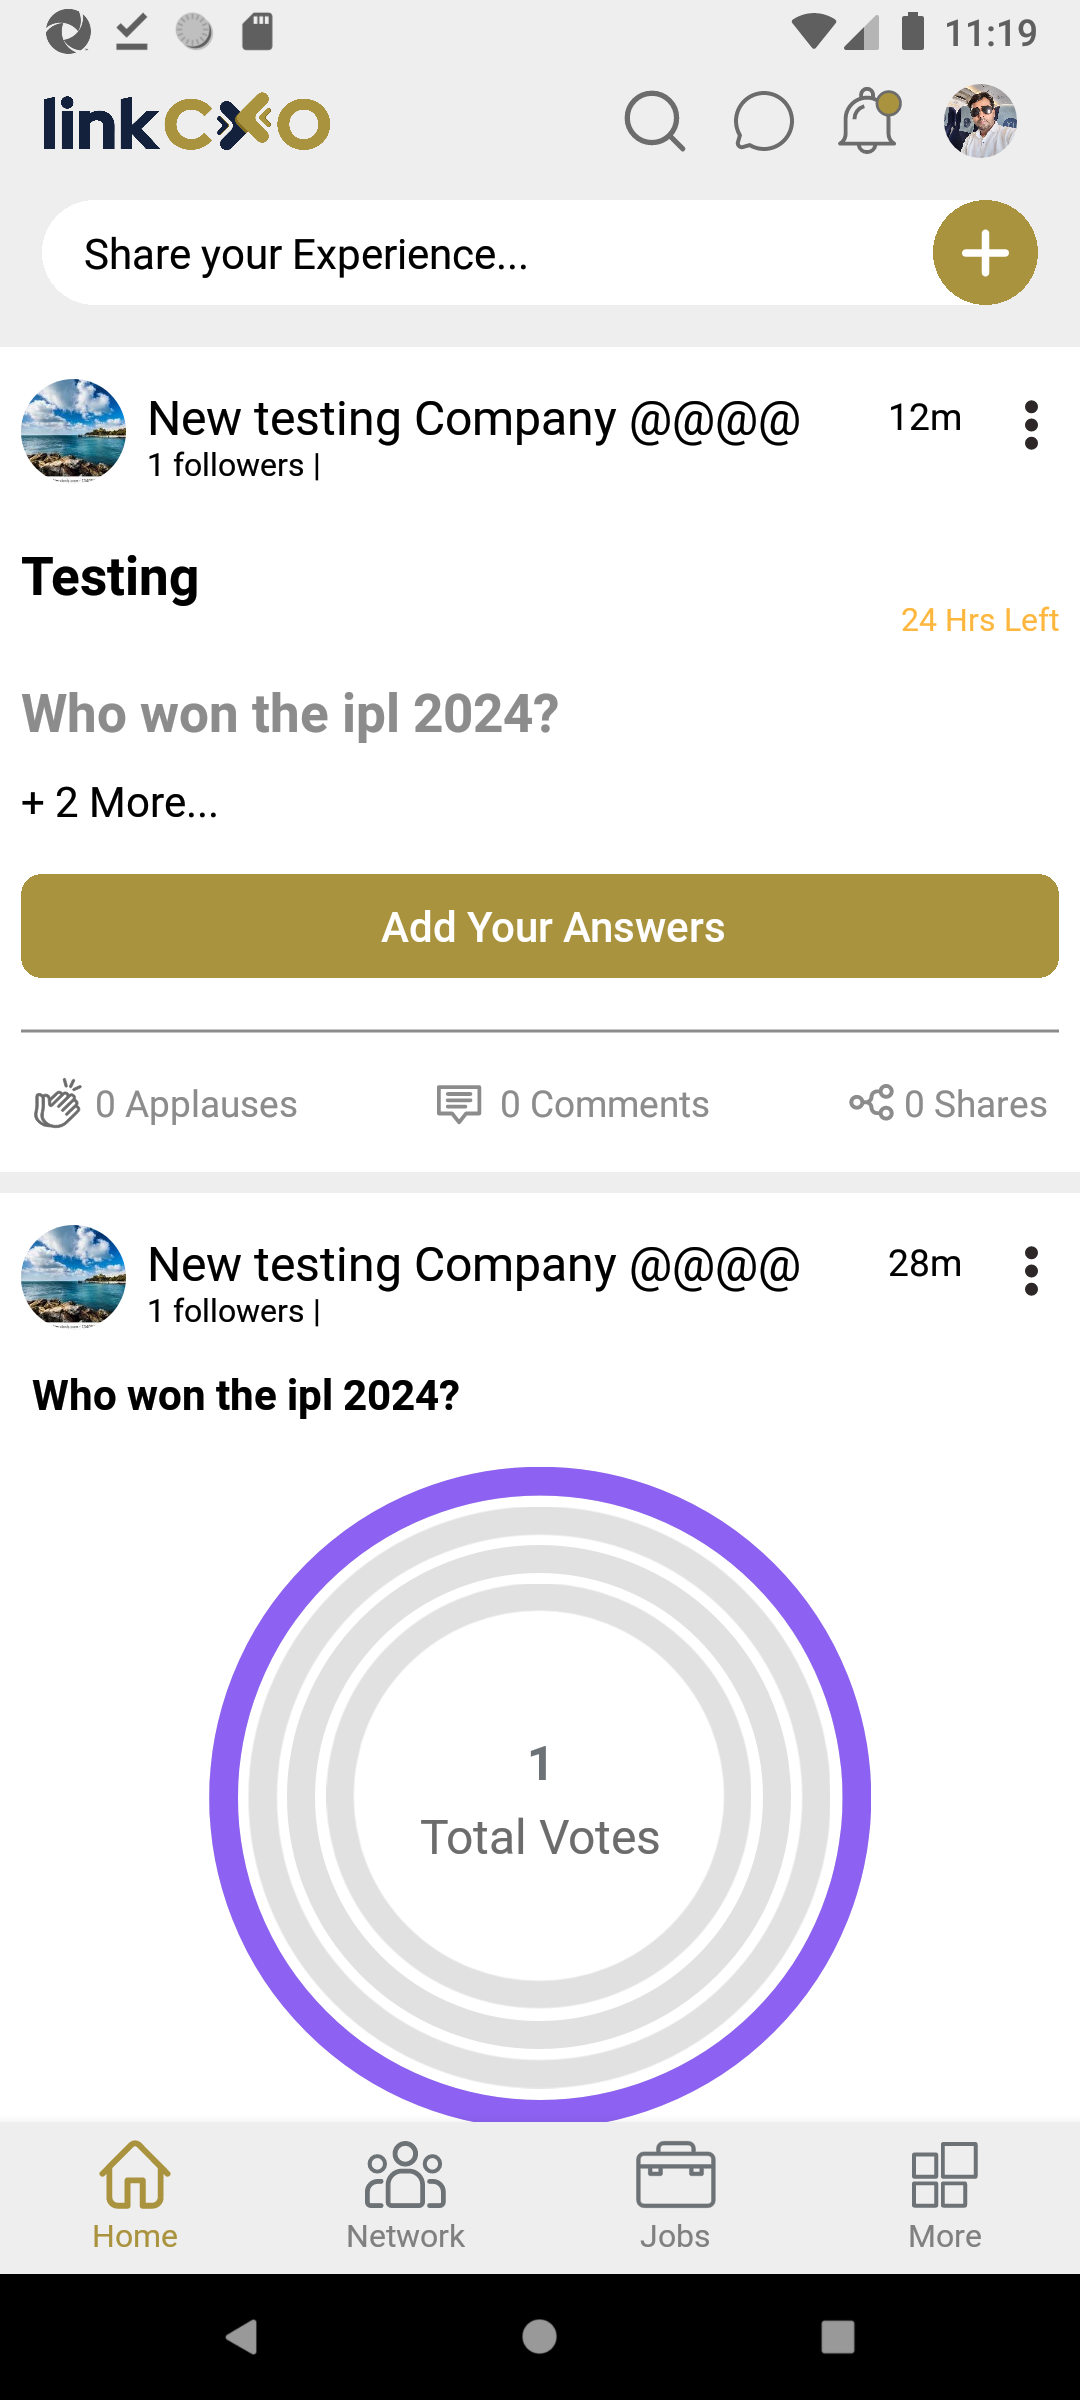 11:19
linkCXO
Share your Experience...
New testing Company @@@@ 12m
1 followers |
Testing
24 Hrs Left
Who won the ipl 2024?
+ 2 More...
Add Your Answers
0 Applauses 0 Comments 0 Shares
New testing Company @@@@ 28m
1 followers |
Who won the ipl 2024?
1
Total Votes
Home Network Jobs More